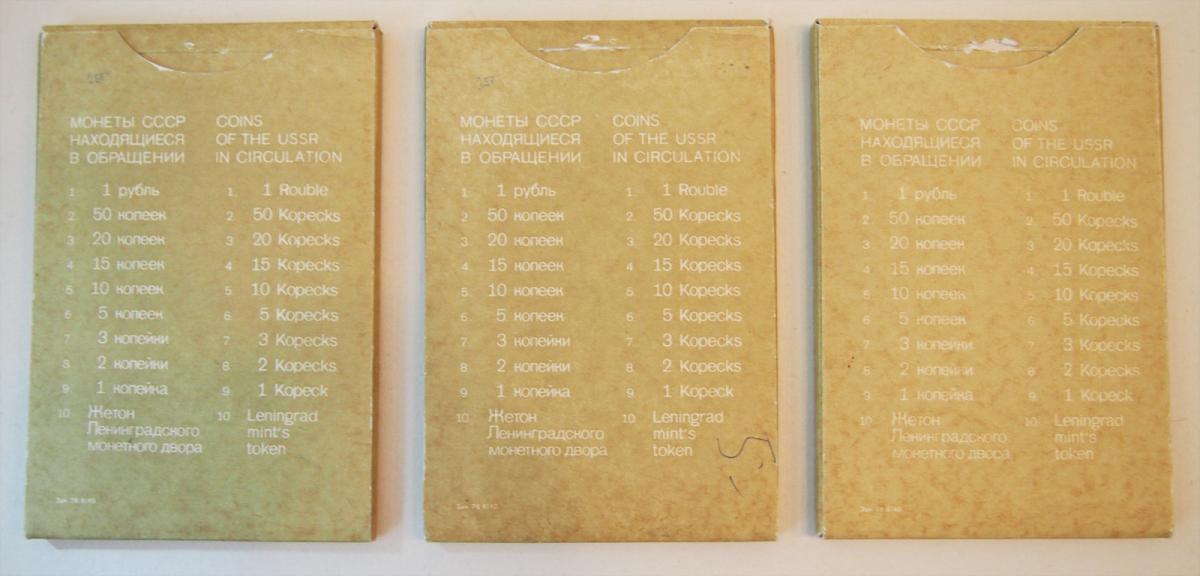 МОНЕТЫ СССР
НАХОДЯЩИЕСЯ
В ОБРАЩЕНИИ
1. 1 рубль
2. 50 копеек
3. 20 копеек
4. 15 копеек
5. 10 копеек
6. 5 копеек
7. 3 копейки
8. 2 копейки
9. 1 копейка
10. Жетон
Ленинградского
монетного двора
COINS
OF THE USSR
IN CIRCULATION
1. 1 Rouble
2. 50 Kopecks
3. 20 Kopecks
4. 15 Kopecks
5. 10 Kopecks
6. 5 Kopecks
7. 3 Kopecks
8. 2 Kopecks
9. 1 Kopeck
10. Leningrad
mint's
token
МОНЕТЫ СССР
НАХОДЯЩИЕСЯ
В ОБРАЩЕНИИ
1. 1 рубль
2. 50 копеек
3. 20 копеек
4. 15 копеек
5. 10 копеек
6. 5 копеек
7. 3 копейки
8. 2 копейки
9. 1 копейка
10. Жетон
Ленинградского
монетного двора
COINS
OF THE USSR
IN CIRCULATION
1. 1 Rouble
2. 50 Kopecks
3. 20 Kopecks
4. 15 Kopecks
5. 10 Kopecks
6. 5 Kopecks
7. 3 Kopecks
8. 2 Kopecks
9. 1 Kopeck
10. Leningrad
mint's
token
МОНЕТЫ СССР
НАХОДЯЩИЕСЯ
В ОБРАЩЕНИИ
1. 1 рубль
2. 50 копеек
3. 20 копеек
4. 15 копеек
5. 10 копеек
6. 5 копеек
7. 3 копейки
8. 2 копейки
9. 1 копейка
10. Жетон
Ленинградского
монетного двора
COINS
OF THE USSR
IN CIRCULATION
1. 1 Rouble
2. 50 Kopecks
3. 20 Kopecks
4. 15 Kopecks
5. 10 Kopecks
6. 5 Kopecks
7. 3 Kopecks
8. 2 Kopecks
9. 1 Kopeck
10. Leningrad
mint's
token